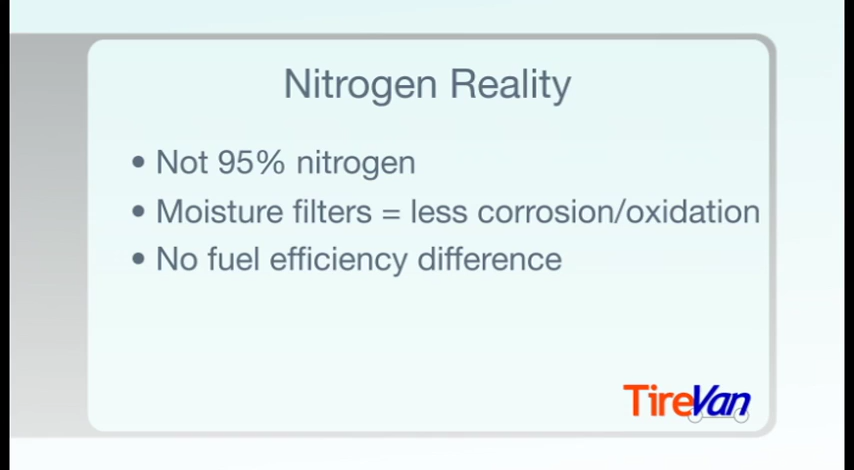 Nitrogen Reality
• Not 95% nitrogen
• Moisture filters = less corrosion/oxidation
• No fuel efficiency difference
TireVan